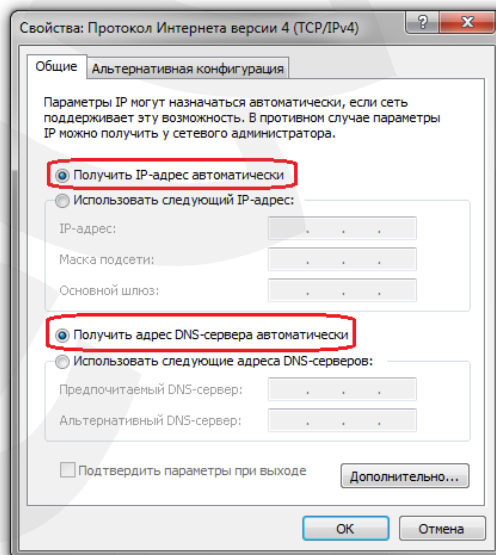 Свойства: Протокол Интернета версии 4 (TCP/IPv4)
Общие
Альтернативная конфигурация
Параметры IP могут назначаться автоматически, если сеть
поддерживает эту возможность. В противном случае параметры
IP можно получить у сетевого администратора.
Получить IP-адрес автоматически
Использовать следующий IP-адрес:
IP-адрес:
Маска подсети:
Основной шлюз:
Получить адрес DNS-сервера автоматически
Использовать следующие адреса DNS-серверов:
Предпочитаемый DNS-сервер:
Альтернативный DNS-сервер:
Подтвердить параметры при выходе
Дополнительно...
ОК
Отмена